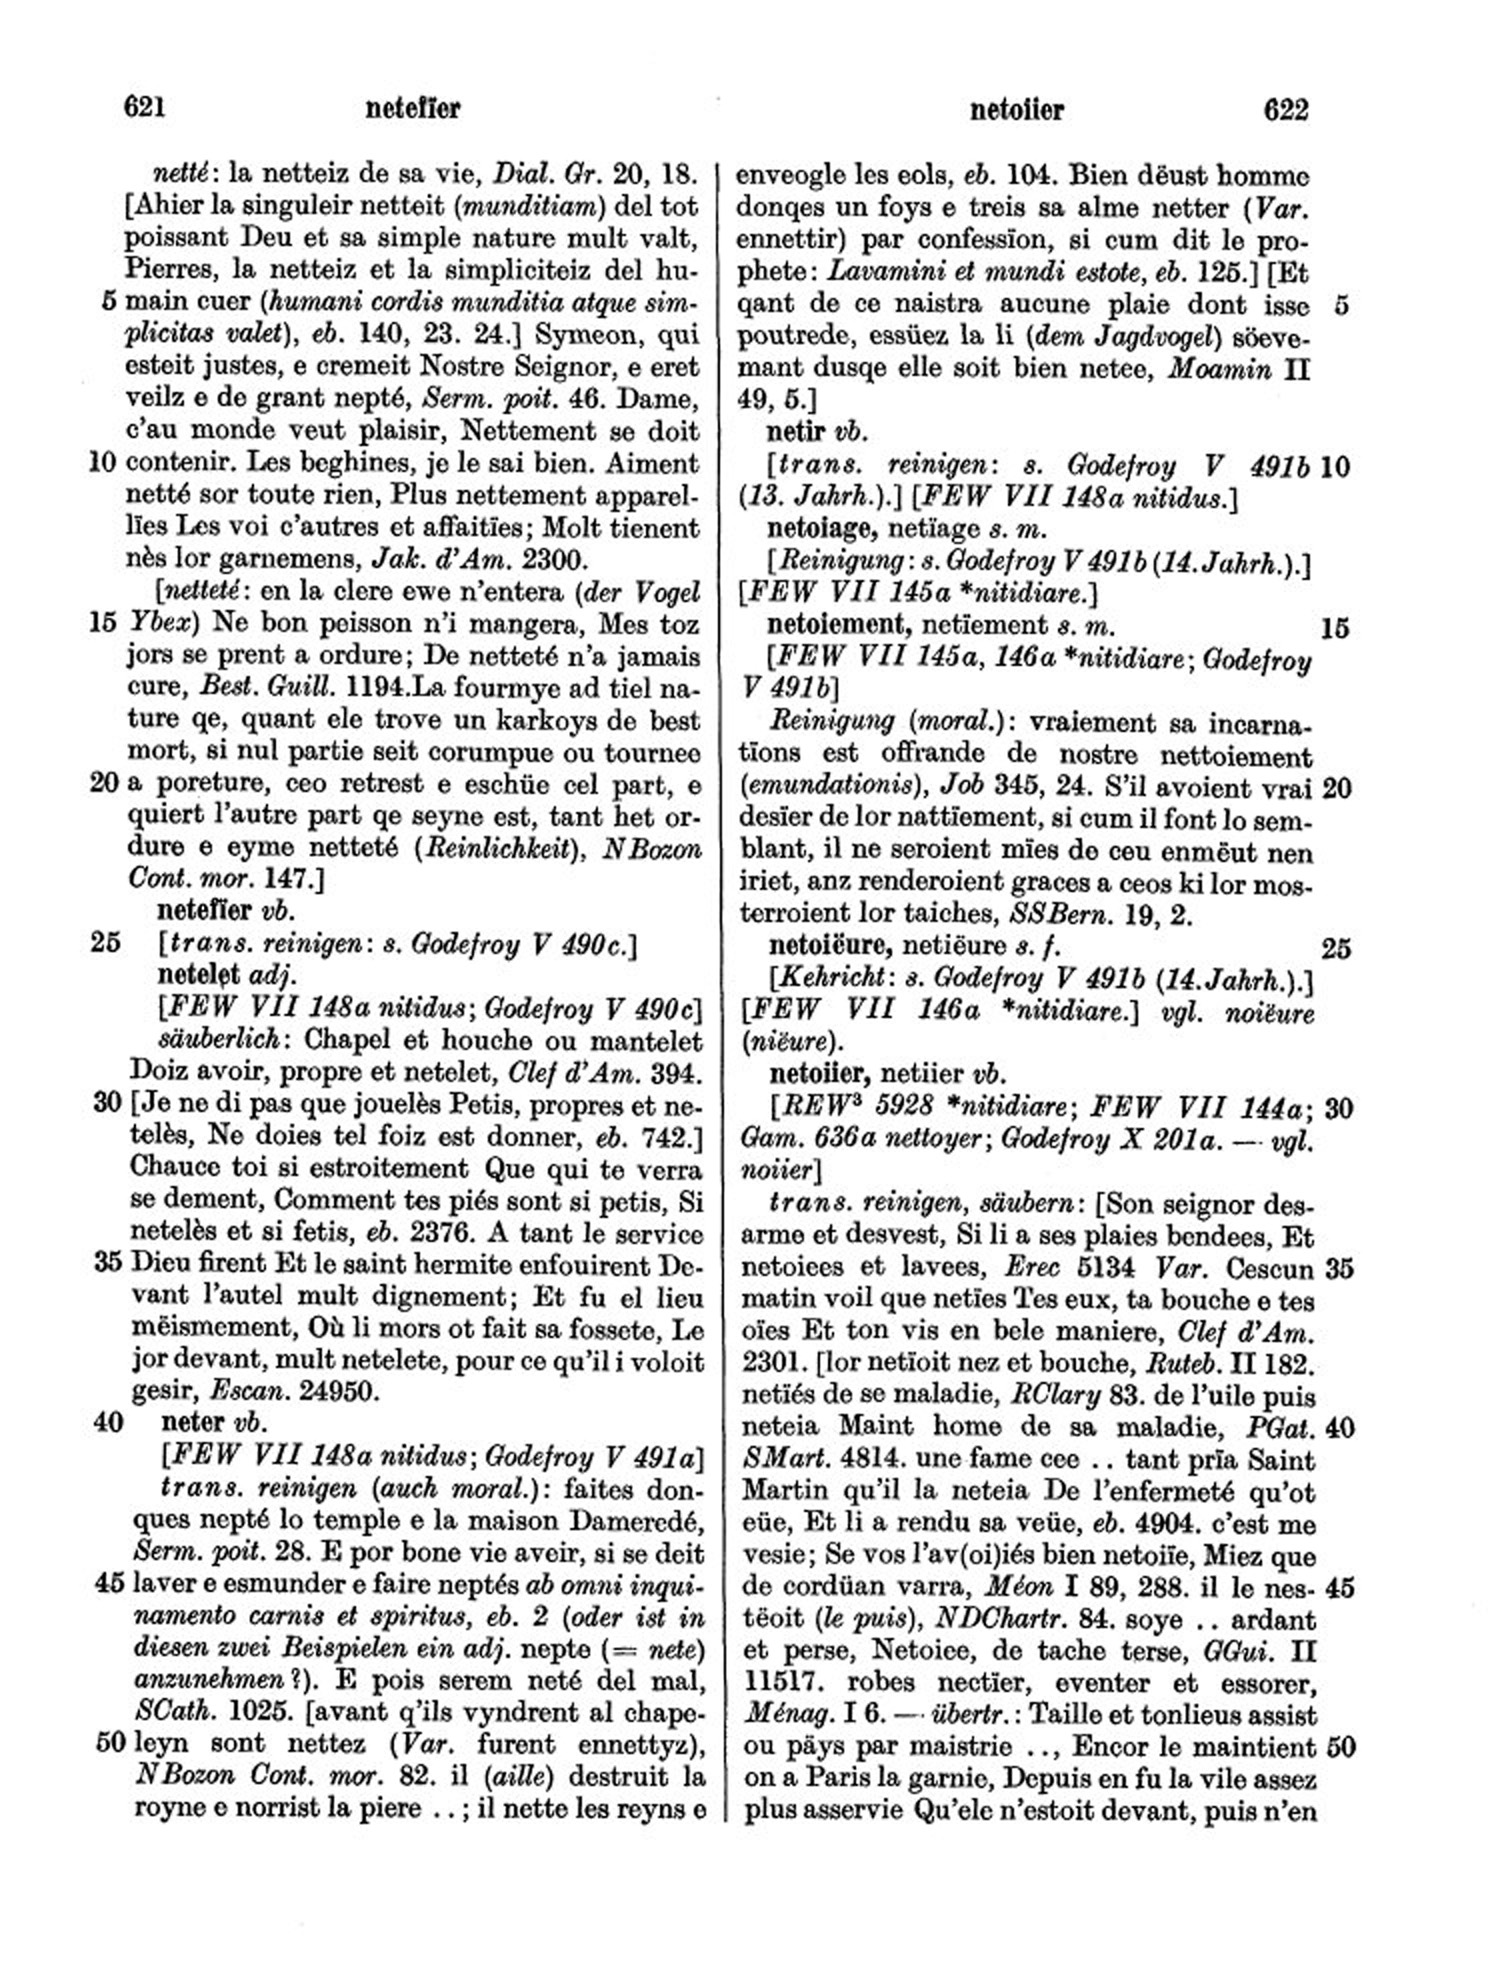 621
netefïer
netoiier
622
netté: la netteiz de sa vie, Dial. Gr. 20, 18.
[Ahier la singuleir netteit (munditiam) del tot
poissant Deu et sa simple nature mult valt,
Pierres, la netteiz et la simpliciteiz del hu-
5 main cuer (humani cordis munditia atque sim-
plicitas valet), eb. 140, 23. 24.] Symeon, qui
esteit justes, e cremeit Nostre Seignor, e eret
veilz e de grant nepté, Serm. poit. 46. Dame,
c'au monde veut plaisir, Nettement se doit
10 contenir. Les beghines, je le sai bien. Aiment
netté sor toute rien, Plus nettement apparel-
lïes Les voi c'autres et affaitïes; Molt tienent
nès lor garnemens, Jak. d'Am. 2300.
[netteté: en la clere ewe n'entera (der Vogel
15 Ybex) Ne bon peisson n'i mangera, Mes toz
jors se prent a ordure; De netteté n'a jamais
cure, Best. Guill. 1194.La fourmye ad tiel na-
ture qe, quant ele trove un karkoys de best
mort, si nul partie seit corumpue ou tournee
20 a poreture, ceo retrest e eschüe cel part, e
quiert l'autre part qe seyne est, tant het or-
dure e eyme netteté (Reinlichkeit), NBozon
Cont. mor. 147.]
netefïer vb.
25 [trans. reinigen: s. Godefroy V 490c.]
netelęt adj.
[FEW VII 148a nitidus; Godefroy V 490c]
säuberlich: Chapel et houche ou mantelet
Doiz avoir, propre et netelet, Clef d'Am. 394.
30 [Je ne di pas que jouelès Petis, propres et ne-
telès, Ne doies tel foiz est donner, eb. 742.]
Chauce toi si estroitement Que qui te verra
se dement, Comment tes piés sont si petis, Si
netelès et si fetis, eb. 2376. A tant le service
35 Dieu firent Et le saint hermite enfouirent De-
vant l'autel mult dignement; Et fu el lieu
mëismement, Où li mors ot fait sa fossete, Le
jor devant, mult netelete, pour ce qu'il i voloit
gesir, Escan. 24950.
40 neter vb.
[FEW VII 148a nitidus; Godefroy V 491a]
trans. reinigen (auch moral.): faites don-
ques nepté lo temple e la maison Damerede,
Serm. poit. 28. E por bone vie aveir, si se deit
45 laver e esmunder e faire neptés ab omni inqui-
namento carnis et spiritus, eb. 2 (oder ist in
diesen zwei Beispielen ein adj. nepte (= nete)
anzunehmen?). E pois serem neté del mal,
SCath. 1025. [avant q'ils vyndrent al chape-
50 leyn sont nettez (Var. furent ennettyz),
NBozon Cont. mor. 82. il (aille) destruit la
royne e norrist la piere ..; il nette les reyns e
enveogle les eols, eb. 104. Bien dëust homme
donqes un foys e treis sa alme netter (Var.
ennettir) par confessïon, si cum dit le pro-
phete: Lavamini et mundi estote, eb. 125.] [Et
qant de ce naistra aucune plaie dont isse 5
poutrede, essüez la li (dem Jagdvogel) söeve-
mant dusqe elle soit bien netee, Moamin II
49, 5.]
netir vb.
[trans. reinigen: s. Godefroy V 491b 10
(13. Jahrh.).] [FEW VII 148a nitidus.]
netoiage, netïage s. m.
[Reinigung: s. Godefroy V 491b (14. Jahrh.).]
[FEW VII 145a *nitidiare.]
netoiement, netïement s. m. 15
[FEW VII 145a, 146a *nitidiare; Godefroy
V 491b]
Reinigung (moral.): vraiement sa incarna-
tïons est offrande de nostre nettoiement
(emundationis), Job 345, 24. S'il avoient vrai 20
desïer de lor nattïement, si cum il font lo sem-
blant, il ne seroient mïes de ceu enmëut nen
iriet, anz renderoient graces a ceos ki lor mos-
terroient lor taiches, SSBern. 19, 2.
netoiëure, netiëure s. f. 25
[Kehricht: s. Godefroy V 491b (14. Jahrh.).]
[FEW VII 146a *nitidiare.] vgl. noiëure
(niëure).
netoiier, netiier vb.
[REW³ 5928 *nitidiare; FEW VII 144a; 30
Gam. 636a nettoyer; Godefroy X 201a. — vgl.
noiier]
trans. reinigen, säubern: [Son seignor des-
arme et desvest, Si li a ses plaies bendees, Et
netoiees et lavees, Erec 5134 Var. Cescun 35
matin voil que netïes Tes eux, ta bouche e tes
oïes Et ton vis en bele maniere, Clef d'Am.
2301. [lor netïoit nez et bouche, Ruteb. II 182.
netïés de se maladie, RClary 83. de l'uile puis
neteia Maint home de sa maladie, PGat. 40
SMart. 4814. une fame cee .. tant prïa Saint
Martin qu'il la neteia De l'enfermeté qu'ot
eüe, Et li a rendu sa veüe, eb. 4904. c'est me
vesie; Se vos l'av(oi)iés bien netoiïe, Miez que
de cordüan varra, Méon I 89, 288. il le nes- 45
tëoit (le puis), NDChartr. 84. soye .. ardant
et perse, Netoiee, de tache terse, GGui. II
11517. robes nectïer, eventer et essorer,
Ménag. I 6. — übertr.: Taille et tonlieus assist
ou päys par maistrie .., Encor le maintient 50
on a Paris la garnie, Depuis en fu la vile assez
plus asservie Qu'ele n'estoit devant, puis n'en